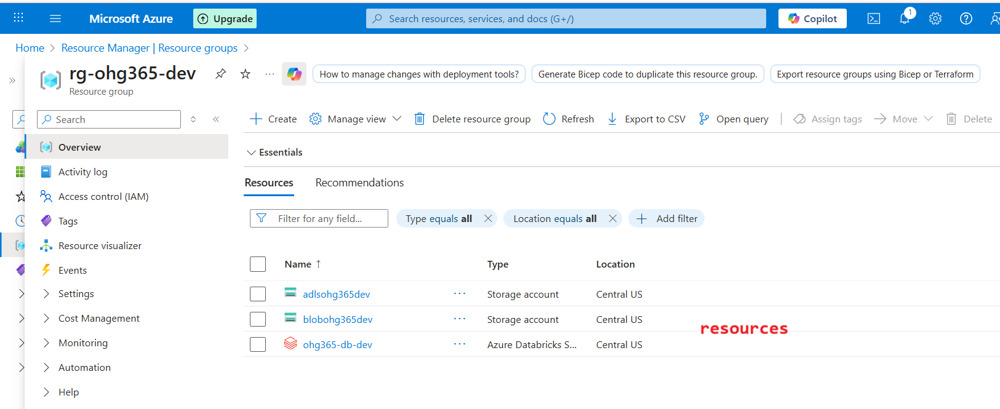 Microsoft Azure
Upgrade
Search resources, services, and docs (G+/)
Copilot
1
Home > Resource Manager | Resource groups >
rg-ohg365-dev
Resource group
How to manage changes with deployment tools?
Generate Bicep code to duplicate this resource group.
Export resource groups using Bicep or Terraform
Search
Create
Manage view
Delete resource group
Refresh
Export to CSV
Open query
Assign tags
Move
Delete
Overview
Activity log
Access control (IAM)
Tags
Resource visualizer
Events
Settings
Cost Management
Monitoring
Automation
Help
Essentials
Resources
Recommendations
Filter for any field...
Type equals all
Location equals all
Add filter
Name ↑ Type Location
adlsohg365dev ... Storage account Central US
blobohg365dev ... Storage account Central US
ohg365-db-dev ... Azure Databricks S... Central US
resources